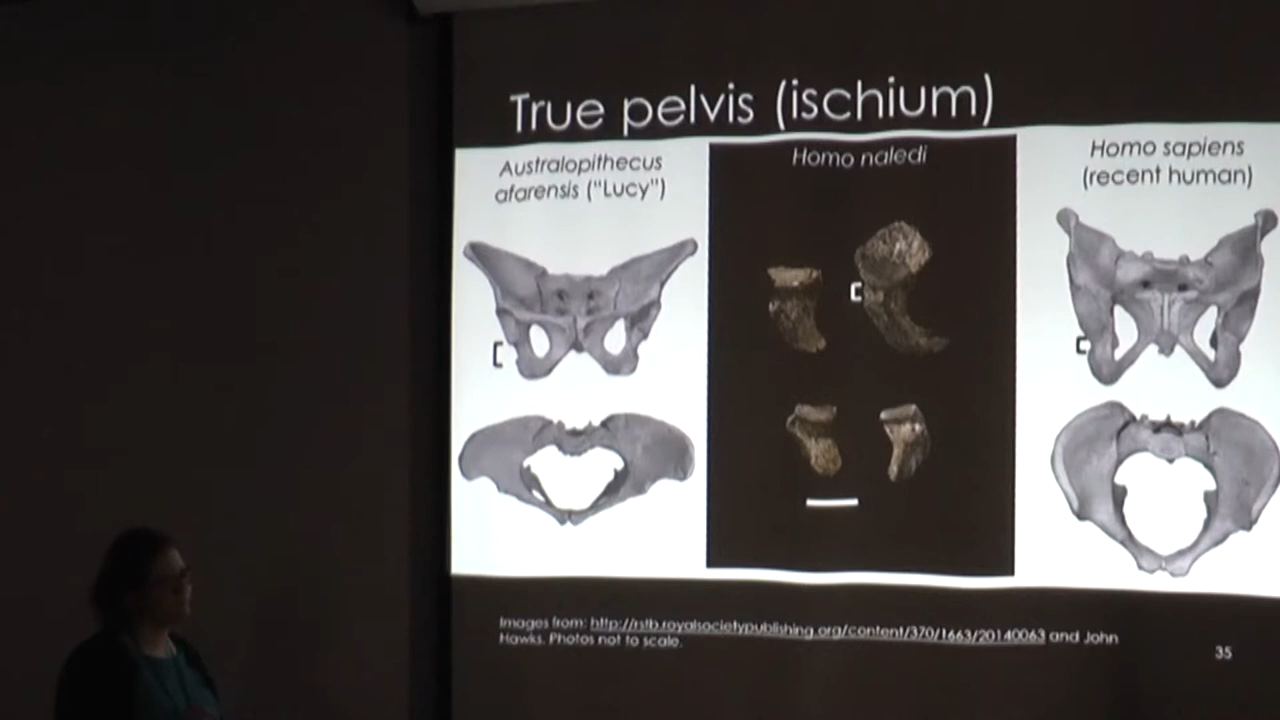 True pelvis (ischium)
Australopithecus
afarensis ("Lucy")
Homo naledi
Homo sapiens
(recent human)
Images from: http://rstb.royalsocietypublishing.org/content/370/1663/20140063 and John
Hawks. Photos not to scale.
35